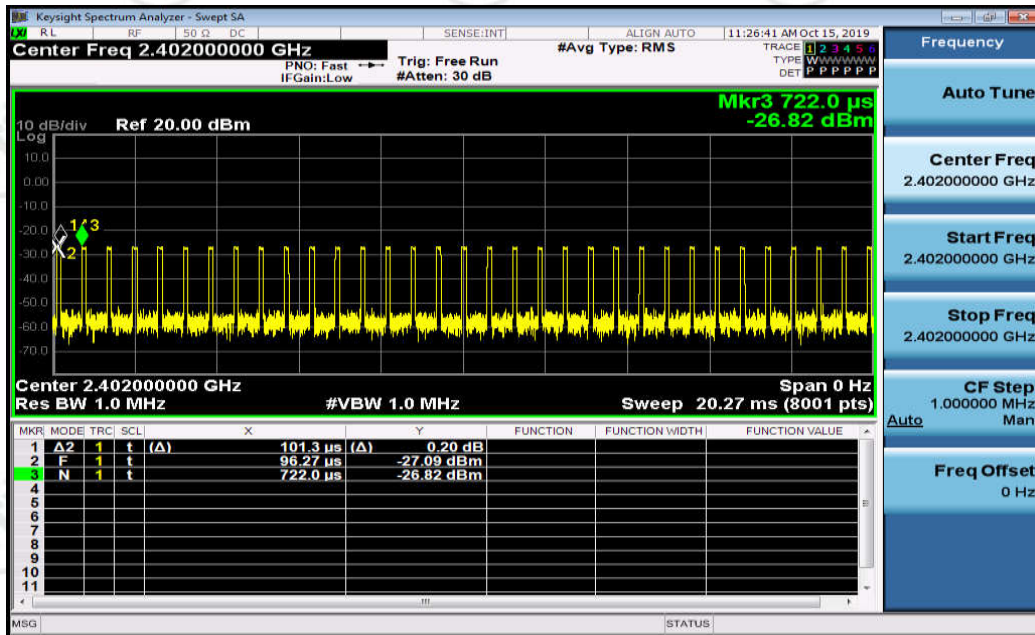 Keysight Spectrum Analyzer - Swept SA
LXI RL RF 50 Ω DC SENSE:INT ALIGN AUTO 11:26:41 AM Oct 15, 2019
Center Freq 2.402000000 GHz
PNO: Fast
IFGain:Low
Trig: Free Run
#Atten: 30 dB
#Avg Type: RMS
TRACE 1 2 3 4 5 6
TYPE WWWWWW
DET P P P P P P
Mkr3 722.0 µs
-26.82 dBm
10 dB/div Ref 20.00 dBm
Log
10.0
0.00
-10.0
-20.0
-30.0
-40.0
-50.0
-60.0
-70.0
3
2
Center 2.402000000 GHz Span 0 Hz
Res BW 1.0 MHz #VBW 1.0 MHz Sweep 20.27 ms (8001 pts)
MKR MODE TRC SCL X Y FUNCTION FUNCTION WIDTH FUNCTION VALUE
1 Δ2 1 t (Δ) 101.3 µs (Δ) 0.20 dB
2 F 1 t 96.27 µs -27.09 dBm
3 N 1 t 722.0 µs -26.82 dBm
4
5
6
7
8
9
10
11
MSG STATUS
Frequency
Auto Tune
Center Freq
2.402000000 GHz
Start Freq
2.402000000 GHz
Stop Freq
2.402000000 GHz
CF Step
1.000000 MHz
Auto Man
Freq Offset
0 Hz